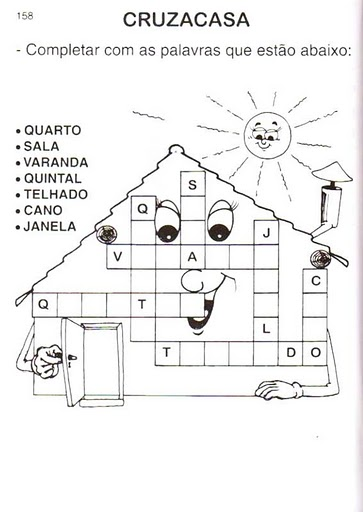 158
CRUZACASA
- Completar com as palavras que estão abaixo:
• QUARTO
• SALA
• VARANDA
• QUINTAL
• TELHADO
• CANO
• JANELA
S
Q
J
V A
C
Q T
L
T D O